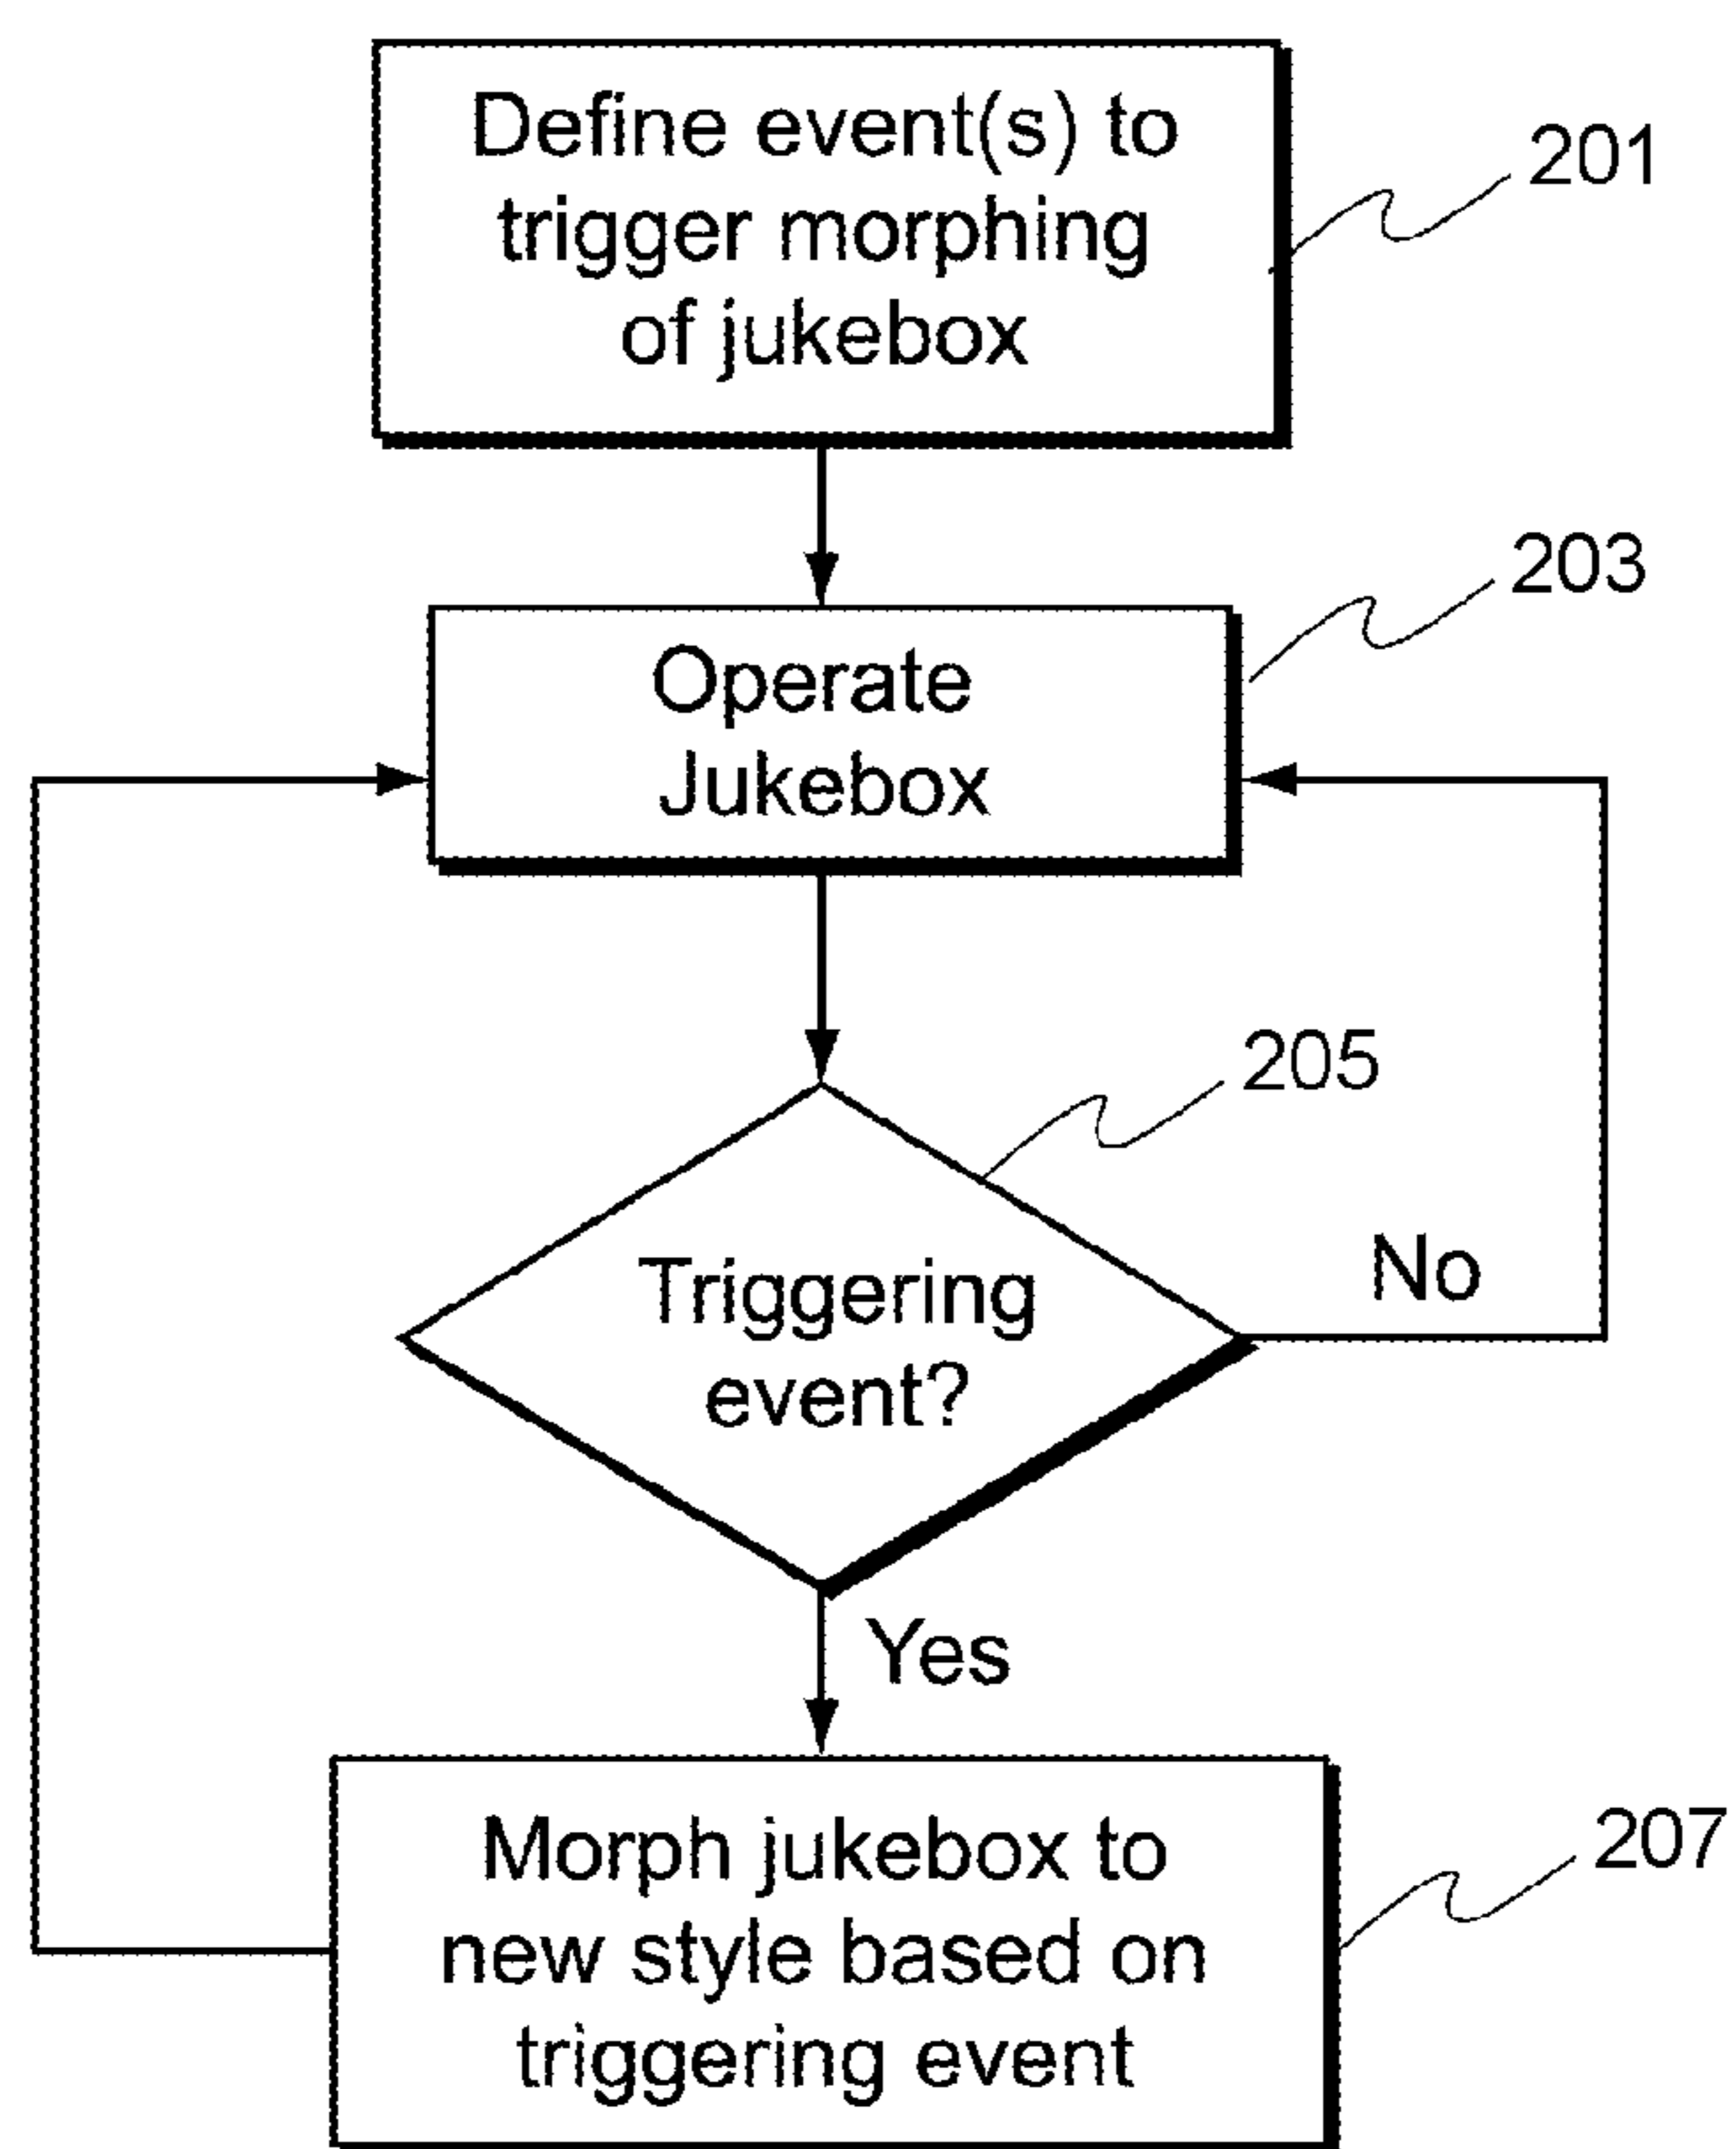 Define event(s) to
trigger morphing
of jukebox
201
203
Operate
Jukebox
205
Triggering
event?
No
Yes
Morph jukebox to
new style based on
triggering event
207